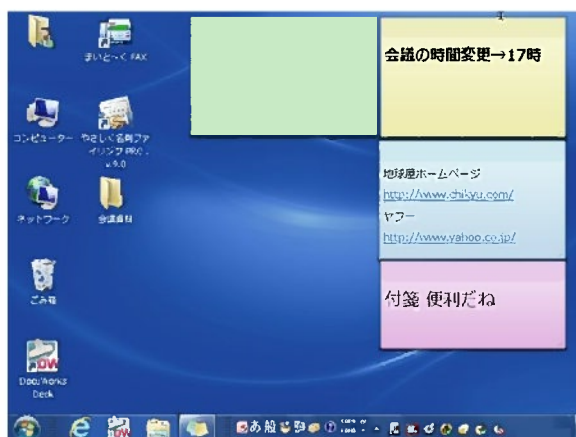 まいと～く FAX
コンピューター
やさしく名刺ファ
イリング PRO
v.9.0
ネットワーク
会議資料
ごみ箱
DocuWorks
Desk
会議の時間変更→17時
地球屋ホームページ
http://www.chikyu.com/
ヤフー
http://www.yahoo.co.jp/
付箋 便利だね
あ 般